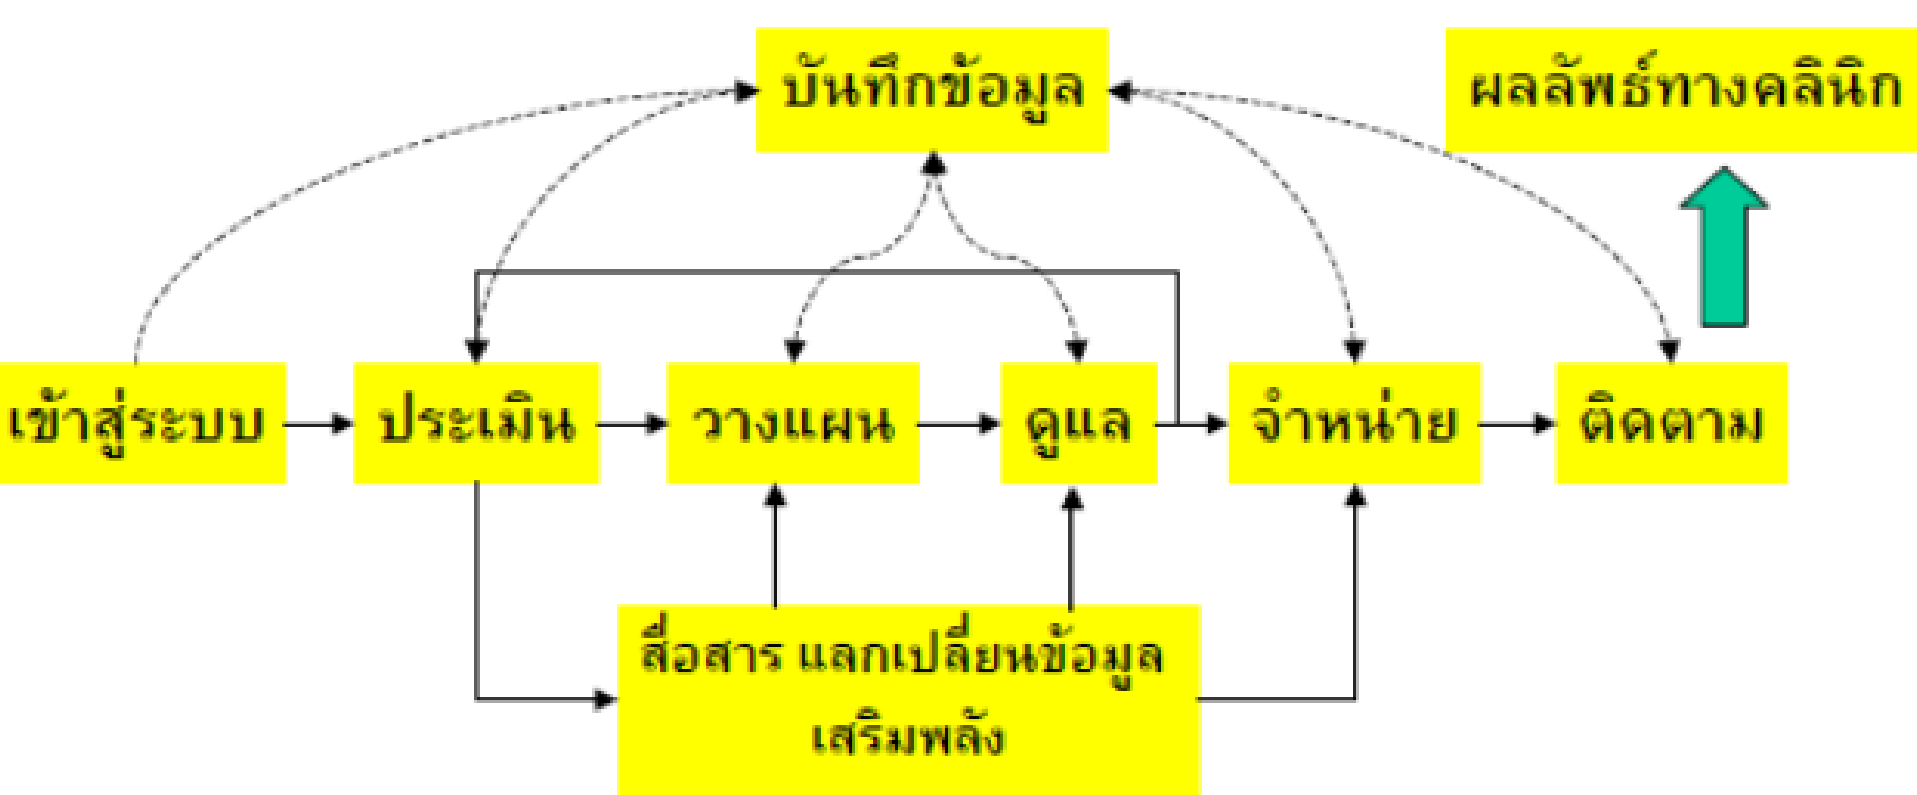 บันทึกข้อมูล
ผลลัพธ์ทางคลินิก
เข้าสู่ระบบ
ประเมิน
วางแผน
ดูแล
จำหน่าย
ติดตาม
สื่อสาร แลกเปลี่ยนข้อมูล
เสริมพลัง